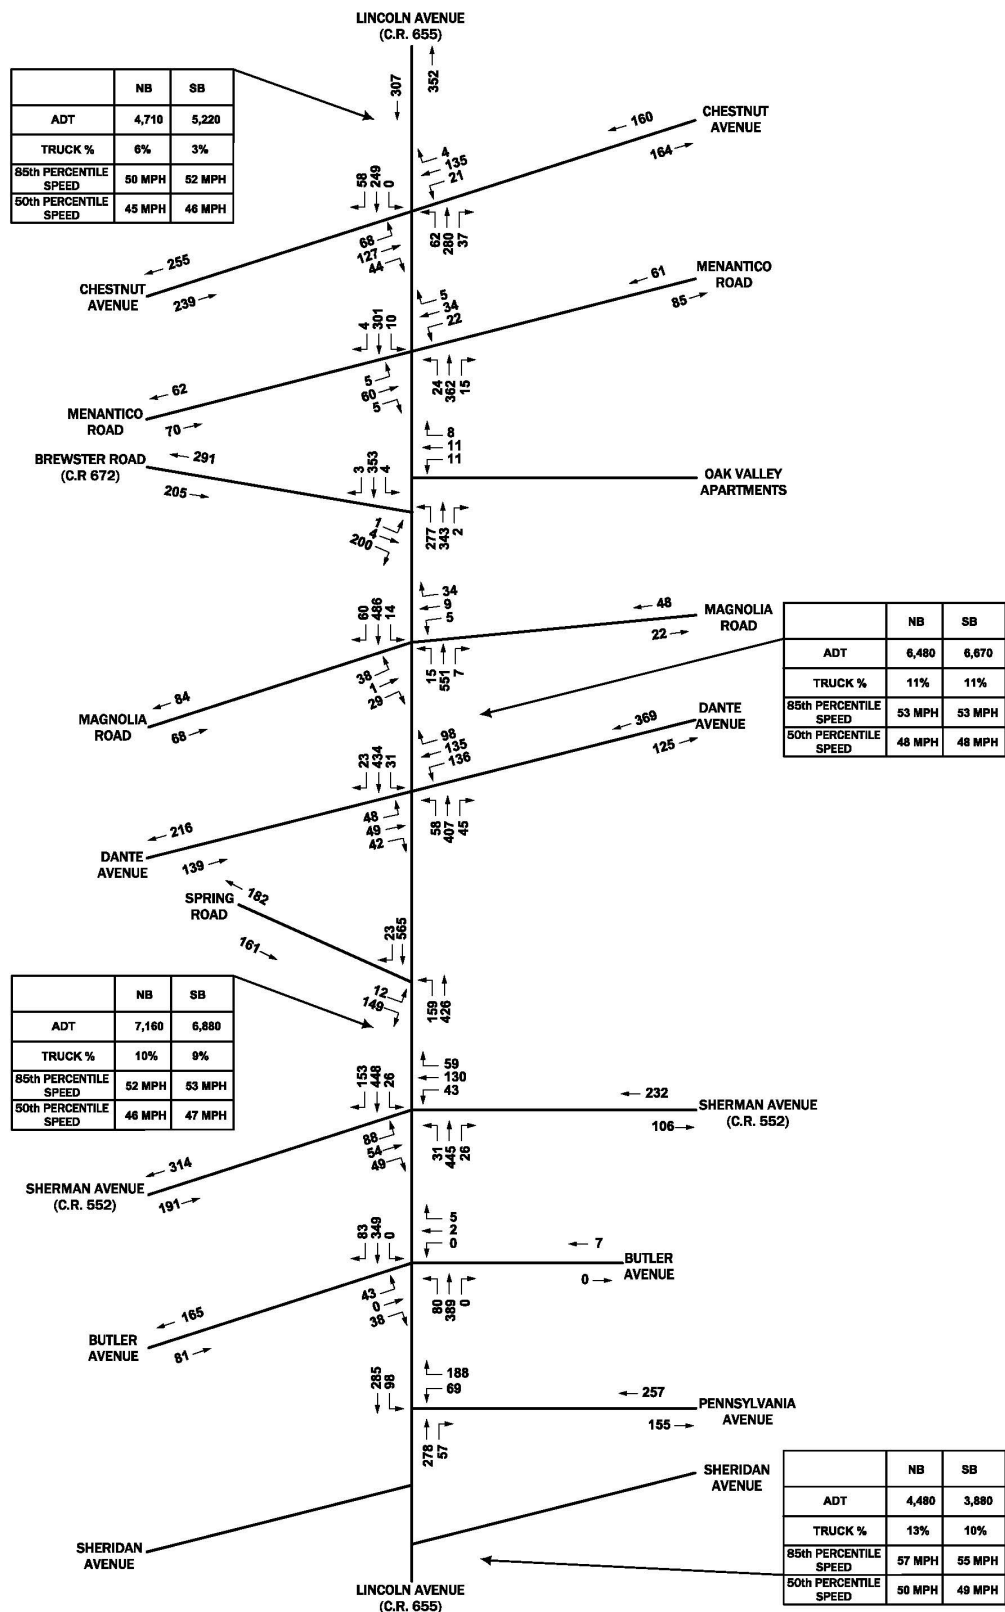 LINCOLN AVENUE
(C.R. 655)
307
352
NB SB
ADT 4,710 5,220
TRUCK % 6% 3%
85th PERCENTILE SPEED 50 MPH 52 MPH
50th PERCENTILE SPEED 45 MPH 46 MPH
CHESTNUT
AVENUE
160
164
4
135
21
58 249 0
62 280 37
68
127
44
255
239
CHESTNUT
AVENUE
MENANTICO
ROAD
61
85
5
34
22
4 301 10
24 362 15
5
60
5
62
70
MENANTICO
ROAD
8
11
11
BREWSTER ROAD
(C.R 672)
291
205
3 353 4
OAK VALLEY
APARTMENTS
277 343 2
1
4
200
34
9
5
60 486 14
48
22
MAGNOLIA
ROAD
15 551 7
38
1
29
84
68
MAGNOLIA
ROAD
NB SB
ADT 6,480 6,670
TRUCK % 11% 11%
85th PERCENTILE SPEED 53 MPH 53 MPH
50th PERCENTILE SPEED 48 MPH 48 MPH
DANTE
AVENUE
369
125
98
135
136
23 434 31
58 407 45
48
49
42
216
139
DANTE
AVENUE
SPRING
ROAD
182
161
23 565
12
149
159 426
NB SB
ADT 7,160 6,880
TRUCK % 10% 9%
85th PERCENTILE SPEED 52 MPH 53 MPH
50th PERCENTILE SPEED 46 MPH 47 MPH
59
130
43
153 448 26
232
106
SHERMAN AVENUE
(C.R. 552)
31 445 26
88
54
49
314
191
SHERMAN AVENUE
(C.R. 552)
5
2
0
83 349 0
7
0
BUTLER
AVENUE
80 389 0
43
0
38
165
81
BUTLER
AVENUE
188
69
285 98
257
155
PENNSYLVANIA
AVENUE
278 57
SHERIDAN
AVENUE
SHERIDAN
AVENUE
NB SB
ADT 4,480 3,880
TRUCK % 13% 10%
85th PERCENTILE SPEED 57 MPH 55 MPH
50th PERCENTILE SPEED 50 MPH 49 MPH
LINCOLN AVENUE
(C.R. 655)